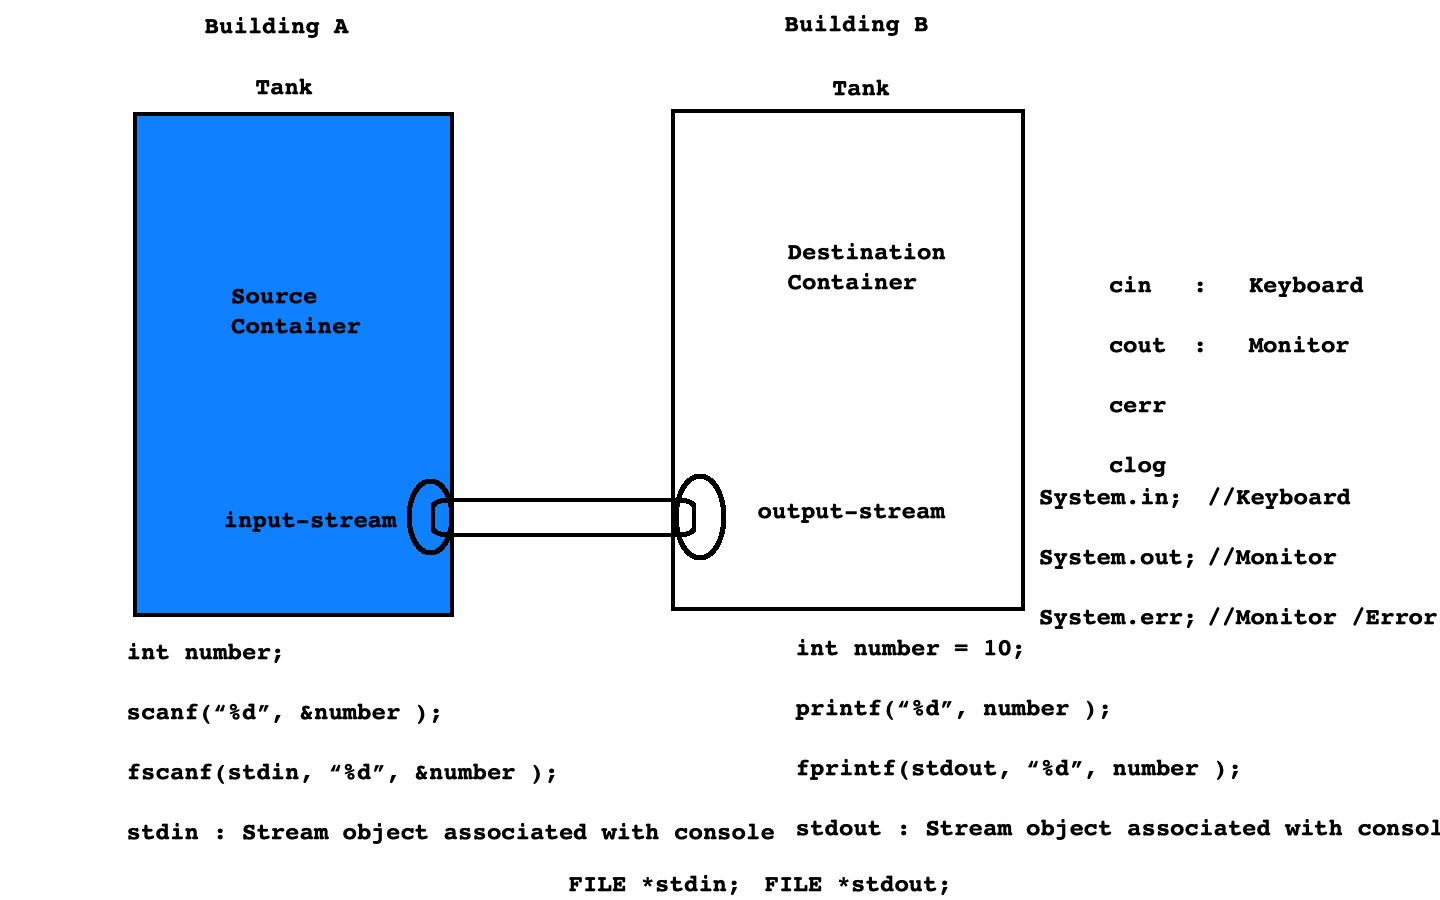 Building A
Building B
Tank
Tank
Source
Container
Destination
Container
input-stream
output-stream
cin : Keyboard
cout : Monitor
cerr
clog
System.in; //Keyboard
System.out; //Monitor
System.err; //Monitor /Error
int number;
scanf(“%d”, &number );
fscanf(stdin, “%d”, &number );
stdin : Stream object associated with console
int number = 10;
printf(“%d”, number );
fprintf(stdout, “%d”, number );
stdout : Stream object associated with consol
FILE *stdin; FILE *stdout;